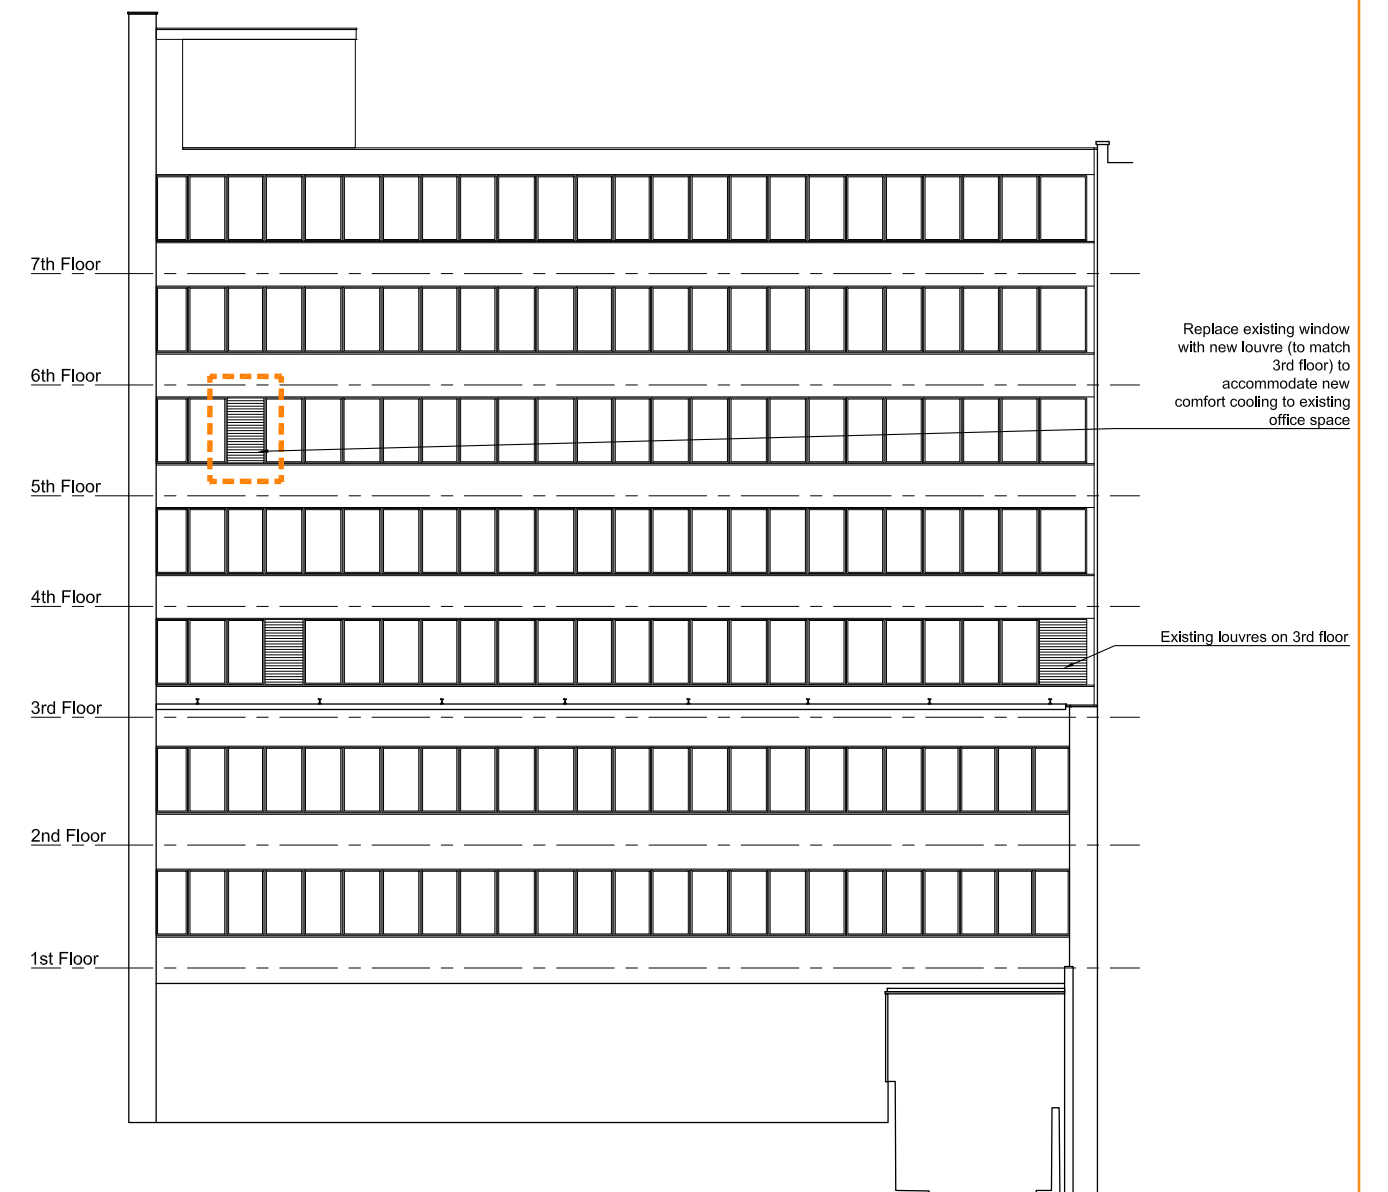 7th Floor
Replace existing window
with new louvre (to match
3rd floor) to
accommodate new
comfort cooling to existing
office space
6th Floor
5th Floor
4th Floor
Existing louvres on 3rd floor
3rd Floor
2nd Floor
1st Floor